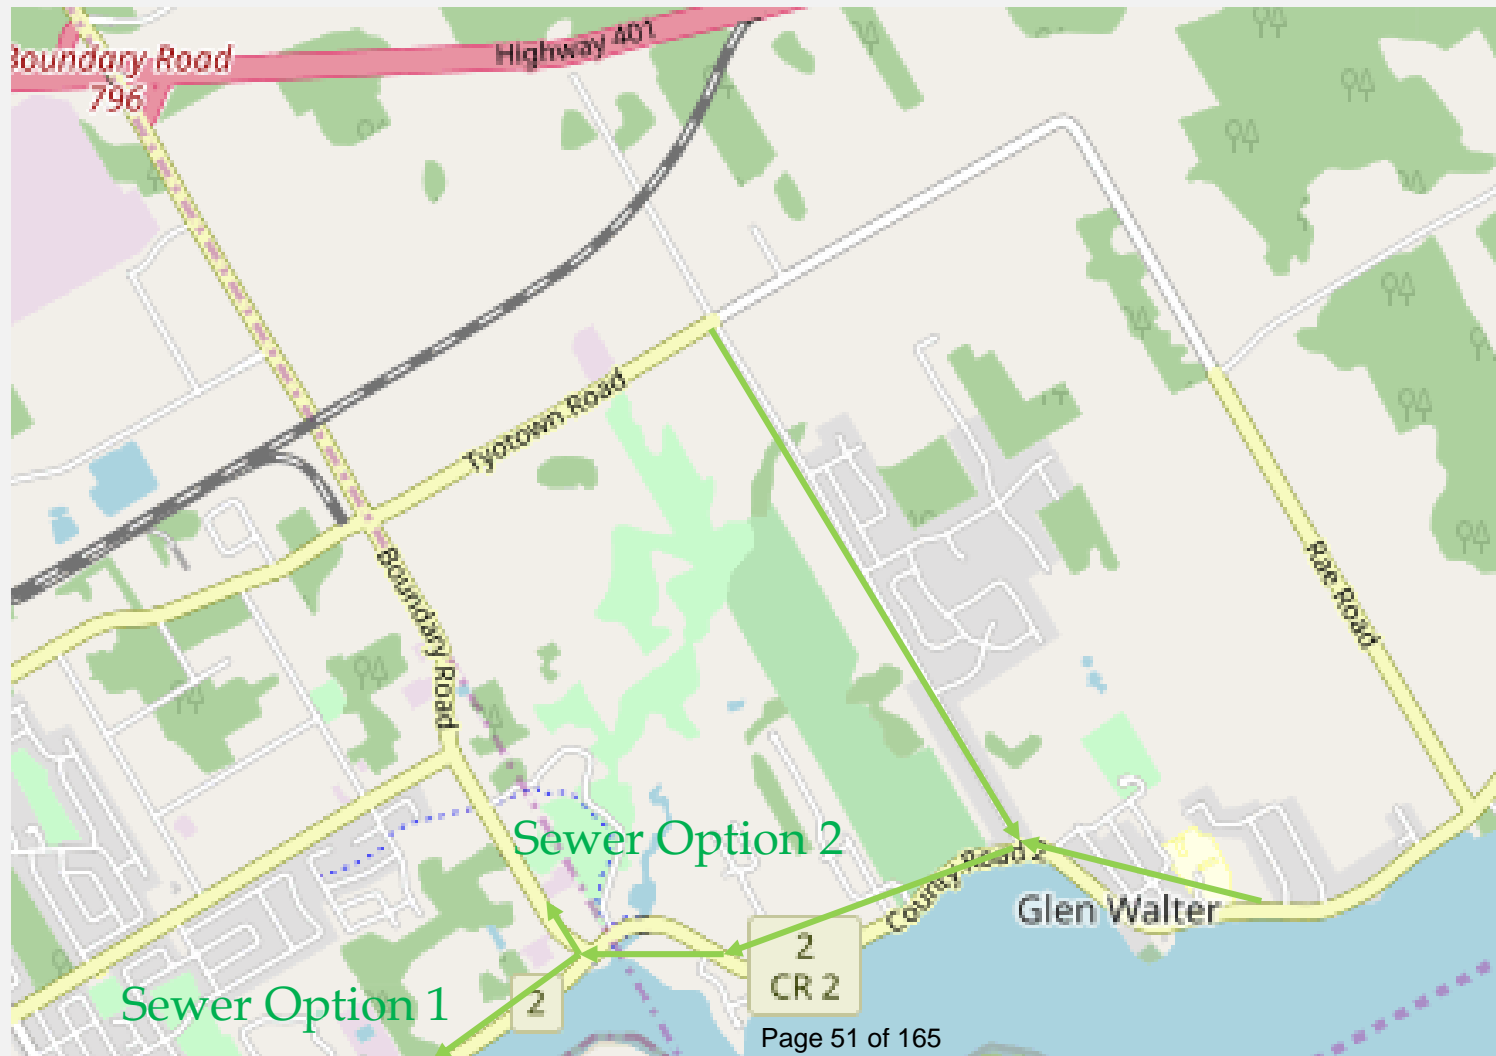 Highway 401
Boundary Road
796
Tyotown Road
Boundary Road
Rae Road
Sewer Option 2
County Road 2
Glen Walter
2
CR 2
2
Sewer Option 1
Page 51 of 165